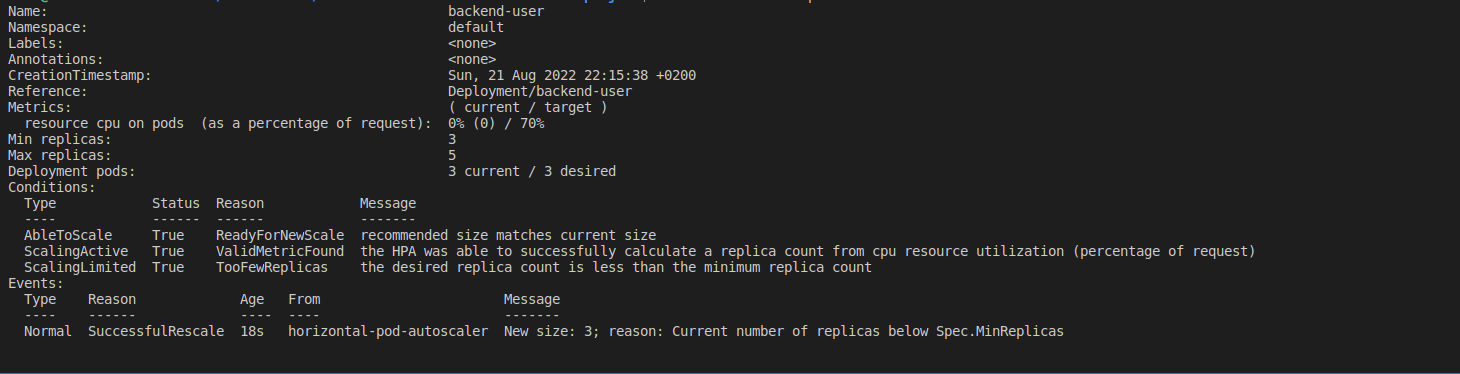 Name:                                                  backend-user
Namespace:                                             default
Labels:                                                <none>
Annotations:                                           <none>
CreationTimestamp:                                     Sun, 21 Aug 2022 22:15:38 +0200
Reference:                                             Deployment/backend-user
Metrics:                                               ( current / target )
  resource cpu on pods  (as a percentage of request):  0% (0) / 70%
Min replicas:                                          3
Max replicas:                                          5
Deployment pods:                                       3 current / 3 desired
Conditions:
  Type            Status  Reason            Message
  ----            ------  ------            -------
  AbleToScale     True    ReadyForNewScale  recommended size matches current size
  ScalingActive   True    ValidMetricFound  the HPA was able to successfully calculate a replica count from cpu resource utilization (percentage of request)
  ScalingLimited  True    TooFewReplicas    the desired replica count is less than the minimum replica count
Events:
  Type    Reason             Age   From                       Message
  ----    ------             ----  ----                       -------
  Normal  SuccessfulRescale  18s   horizontal-pod-autoscaler  New size: 3; reason: Current number of replicas below Spec.MinReplicas